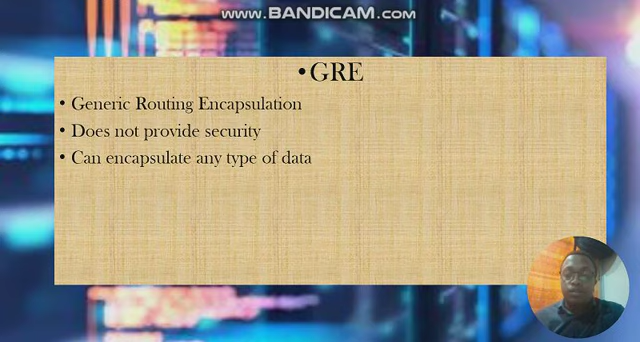 www.BANDICAM.com
•GRE
• Generic Routing Encapsulation
• Does not provide security
• Can encapsulate any type of data